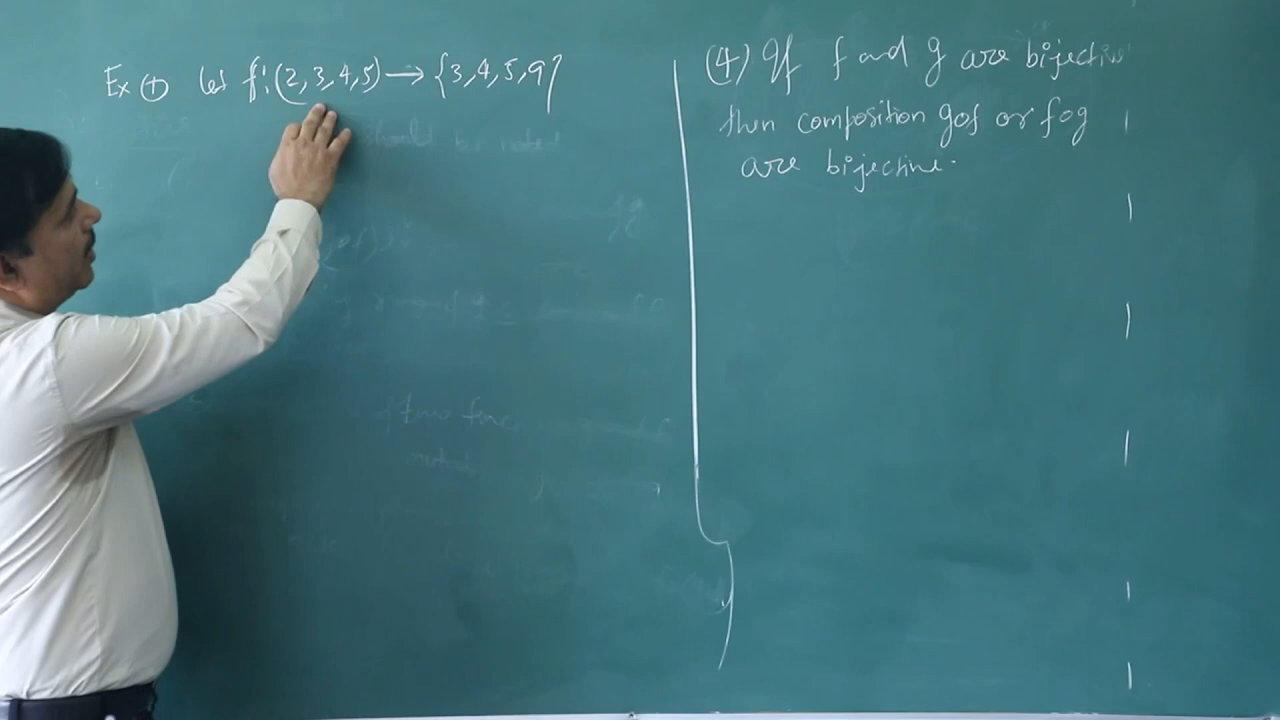 Ex ① let f:(2,3,4,5) → {3,4,5,9}
(4) If f and g are bijective
then composition gof or fog
are bijective.